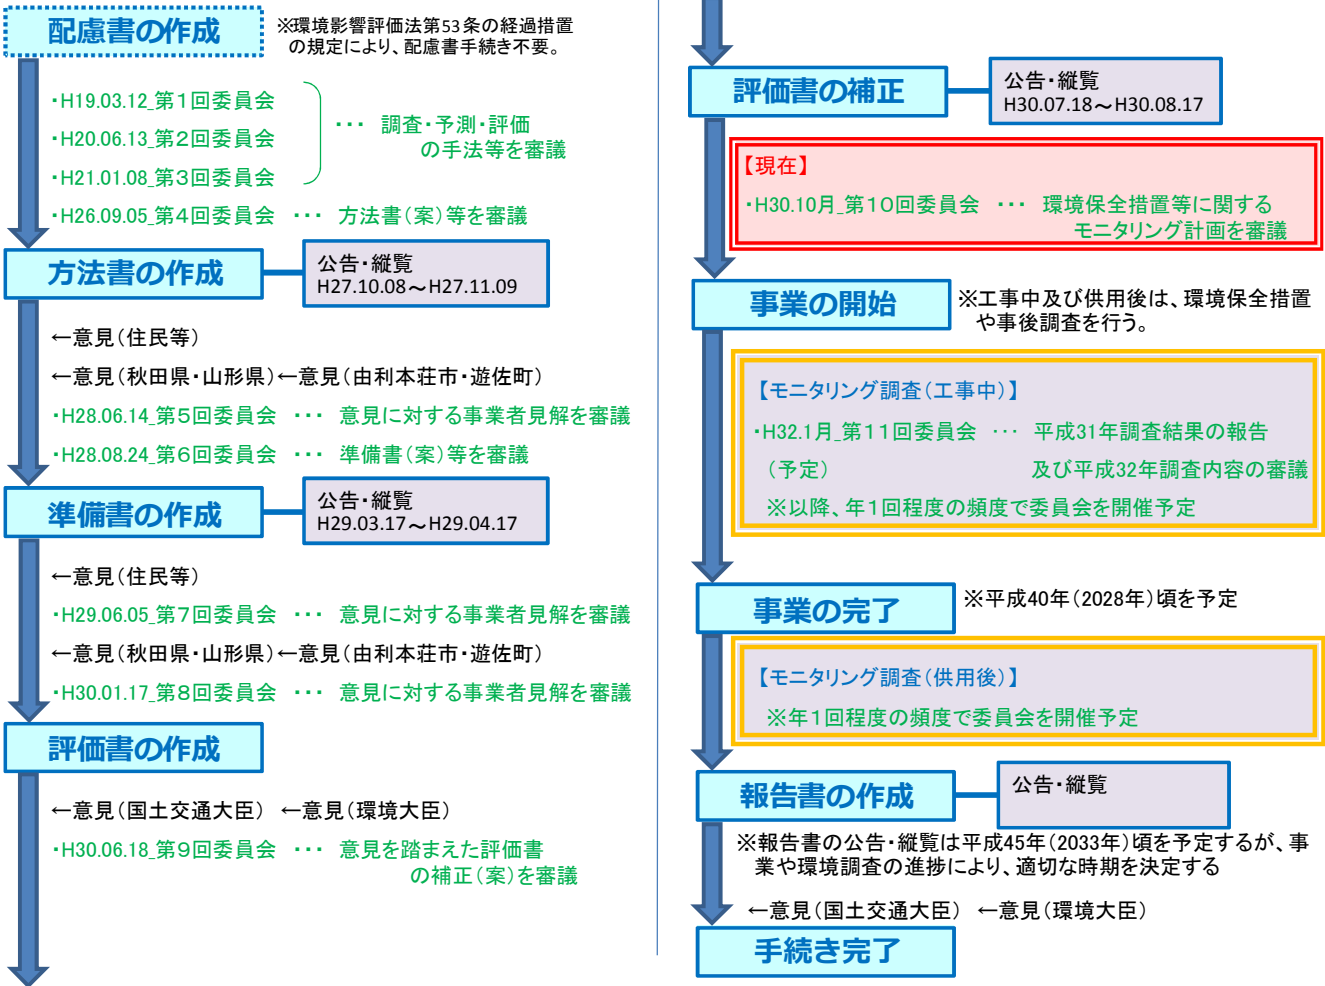 配慮書の作成
※環境影響評価法第53条の経過措置
の規定により、配慮書手続き不要。
・H19.03.12_第１回委員会
・H20.06.13_第２回委員会
・H21.01.08_第３回委員会
・・・ 調査・予測・評価
の手法等を審議
・H26.09.05_第４回委員会 ・・・ 方法書（案）等を審議
方法書の作成
公告・縦覧
H27.10.08～H27.11.09
←意見（住民等）
←意見（秋田県・山形県）←意見（由利本荘市・遊佐町）
・H28.06.14_第５回委員会 ・・・ 意見に対する事業者見解を審議
・H28.08.24_第６回委員会 ・・・ 準備書（案）等を審議
準備書の作成
公告・縦覧
H29.03.17～H29.04.17
←意見（住民等）
・H29.06.05_第７回委員会 ・・・ 意見に対する事業者見解を審議
←意見（秋田県・山形県）←意見（由利本荘市・遊佐町）
・H30.01.17_第８回委員会 ・・・ 意見に対する事業者見解を審議
評価書の作成
←意見（国土交通大臣） ←意見（環境大臣）
・H30.06.18_第９回委員会 ・・・ 意見を踏まえた評価書
の補正（案）を審議
評価書の補正
公告・縦覧
H30.07.18～H30.08.17
【現在】
・H30.10月_第１０回委員会 ・・・ 環境保全措置等に関する
モニタリング計画を審議
事業の開始
※工事中及び供用後は、環境保全措置
や事後調査を行う。
【モニタリング調査（工事中）】
・H32.1月_第１１回委員会 ・・・ 平成31年調査結果の報告
（予定） 及び平成32年調査内容の審議
※以降、年１回程度の頻度で委員会を開催予定
事業の完了
※平成40年（2028年）頃を予定
【モニタリング調査（供用後）】
※年１回程度の頻度で委員会を開催予定
報告書の作成
公告・縦覧
※報告書の公告・縦覧は平成45年（2033年）頃を予定するが、事
業や環境調査の進捗により、適切な時期を決定する
←意見（国土交通大臣） ←意見（環境大臣）
手続き完了